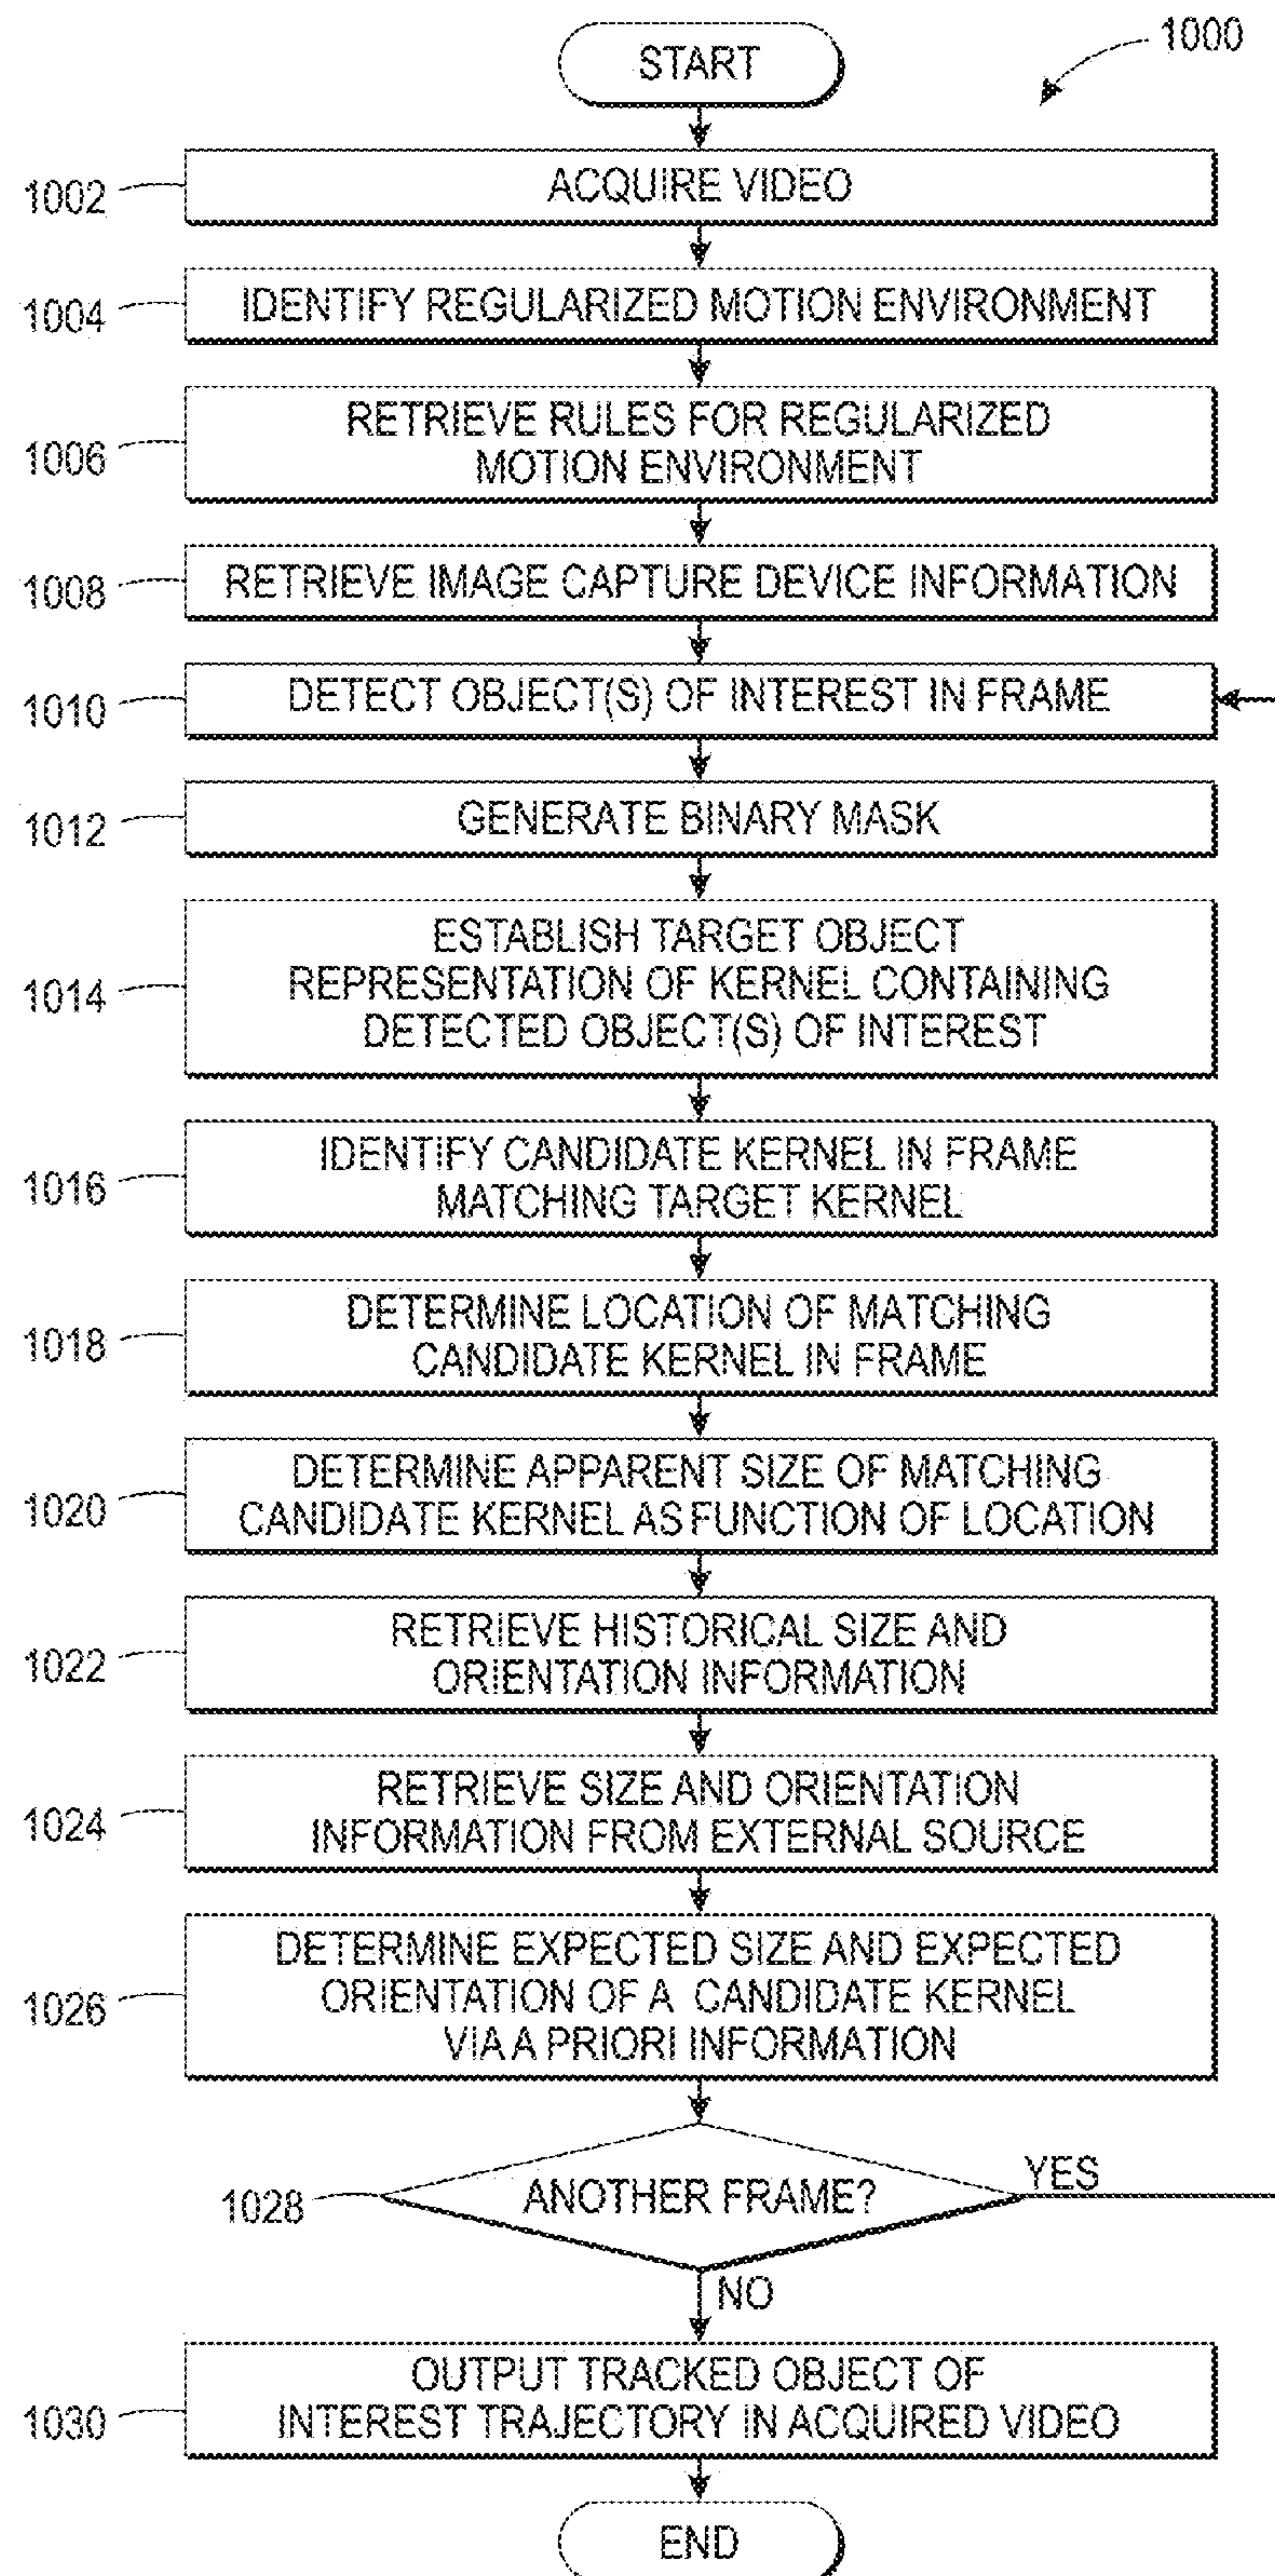 START
1000
1002
ACQUIRE VIDEO
1004
IDENTIFY REGULARIZED MOTION ENVIRONMENT
1006
RETRIEVE RULES FOR REGULARIZED
MOTION ENVIRONMENT
1008
RETRIEVE IMAGE CAPTURE DEVICE INFORMATION
1010
DETECT OBJECT(S) OF INTEREST IN FRAME
1012
GENERATE BINARY MASK
1014
ESTABLISH TARGET OBJECT
REPRESENTATION OF KERNEL CONTAINING
DETECTED OBJECT(S) OF INTEREST
1016
IDENTIFY CANDIDATE KERNEL IN FRAME
MATCHING TARGET KERNEL
1018
DETERMINE LOCATION OF MATCHING
CANDIDATE KERNEL IN FRAME
1020
DETERMINE APPARENT SIZE OF MATCHING
CANDIDATE KERNEL AS FUNCTION OF LOCATION
1022
RETRIEVE HISTORICAL SIZE AND
ORIENTATION INFORMATION
1024
RETRIEVE SIZE AND ORIENTATION
INFORMATION FROM EXTERNAL SOURCE
1026
DETERMINE EXPECTED SIZE AND EXPECTED
ORIENTATION OF A CANDIDATE KERNEL
VIA A PRIORI INFORMATION
1028
ANOTHER FRAME?
YES
NO
1030
OUTPUT TRACKED OBJECT OF
INTEREST TRAJECTORY IN ACQUIRED VIDEO
END